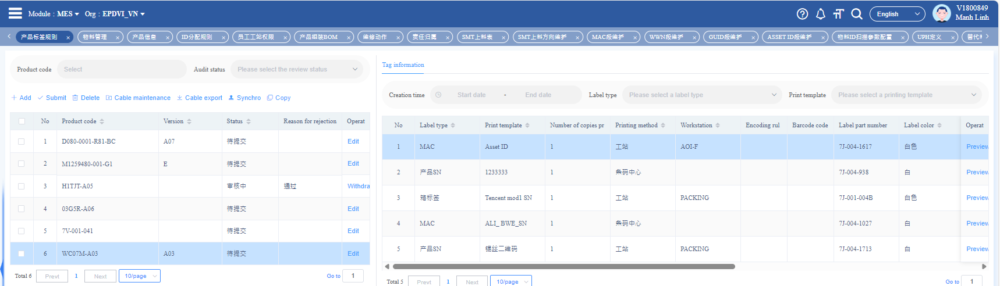 Module : MES Org : EPDVI_VN English V1800849
Manh Linh
产品标签规则 × 物料管理 × 产品信息 × ID分配规则 × 员工工站权限 × 产品组装BOM × 维修动作 × 责任归属 × SMT上料表 × SMT上料方向维护 × MAC段维护 × WWN段维护 × GUID段维护 × ASSET ID段维护 × 物料ID扫描参数配置 × UPH定义 × 替代
Product code Select Audit status Please select the review status
Add Submit Delete Cable maintenance Cable export Synchro Copy
No Product code Version Status Reason for rejection Operat
1 D080-0001-R81-BC A07 待提交 Edit
2 M1259480-001-G1 E 待提交 Edit
3 H1TJT-A05 审核中 通过 Withdra
4 03G5R-A06 待提交 Edit
5 7V-001-041 待提交 Edit
6 WC07M-A03 A03 待提交 Edit
Total 6 Prevt 1 Next 10/page Go to 1
Tag information
Creation time Start date - End date Label type Please select a label type Print template Please select a printing template
No Label type Print template Number of copies pr Printing method Workstation Encoding rul Barcode code Label part number Label color Operat
1 MAC Asset ID 1 工站 AOI-F 7J-004-1617 白色 Preview
2 产品SN 1233333 1 条码中心 7J-004-938 白 Preview
3 箱标签 Tencent mod1 SN 1 工站 PACKING 7J-001-004B 白色 Preview
4 MAC ALI_ BWE_SN 1 条码中心 7J-004-1027 白 Preview
5 产品SN 锡丝二维码 1 工站 PACKING 7J-004-1713 白 Preview
Total 5 Prevt 1 Next 10/page Go to 1